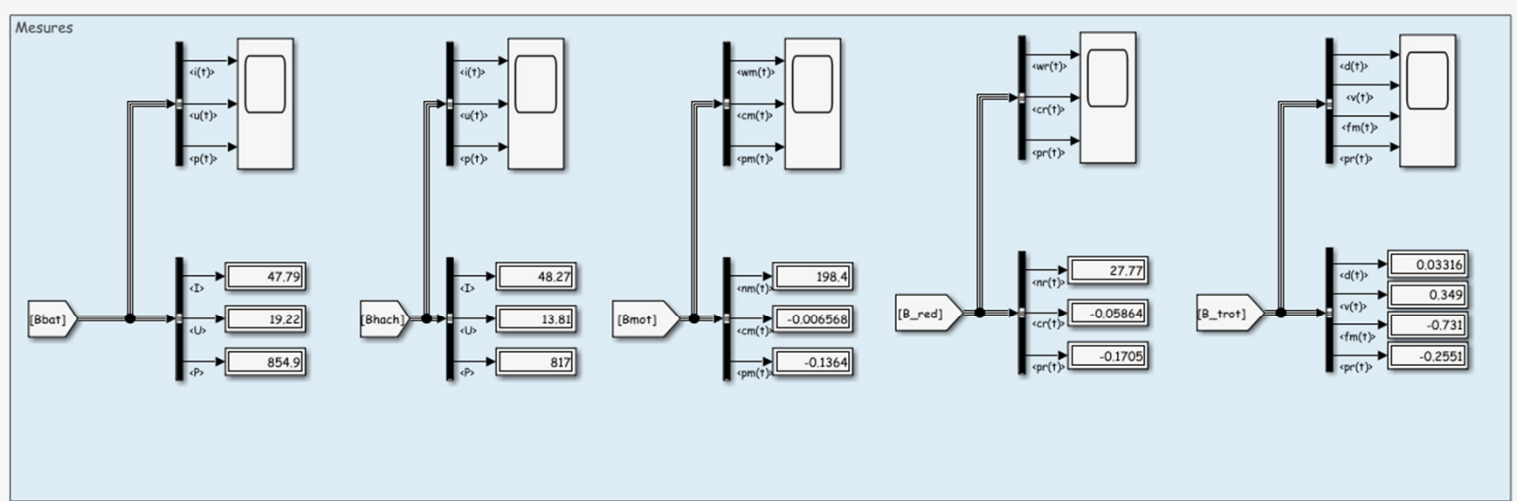 Mesures
<i(t)>
<u(t)>
<p(t)>
[Bbat]
<I>
47.79
<U>
19.22
<P>
854.9
<i(t)>
<u(t)>
<p(t)>
[Bhach]
<I>
48.27
<U>
13.81
<P>
817
<wm(t)>
<cm(t)>
<pm(t)>
[Bmot]
<nm(t)>
198.4
<cm(t)>
-0.006568
<pm(t)>
-0.1364
<wr(t)>
<cr(t)>
<pr(t)>
[B_red]
<nr(t)>
27.77
<cr(t)>
-0.05864
<pr(t)>
-0.1705
<d(t)>
<v(t)>
<fm(t)>
<pr(t)>
[B_trot]
<d(t)>
0.03316
<v(t)>
0.349
<fm(t)>
-0.731
<pr(t)>
-0.2551